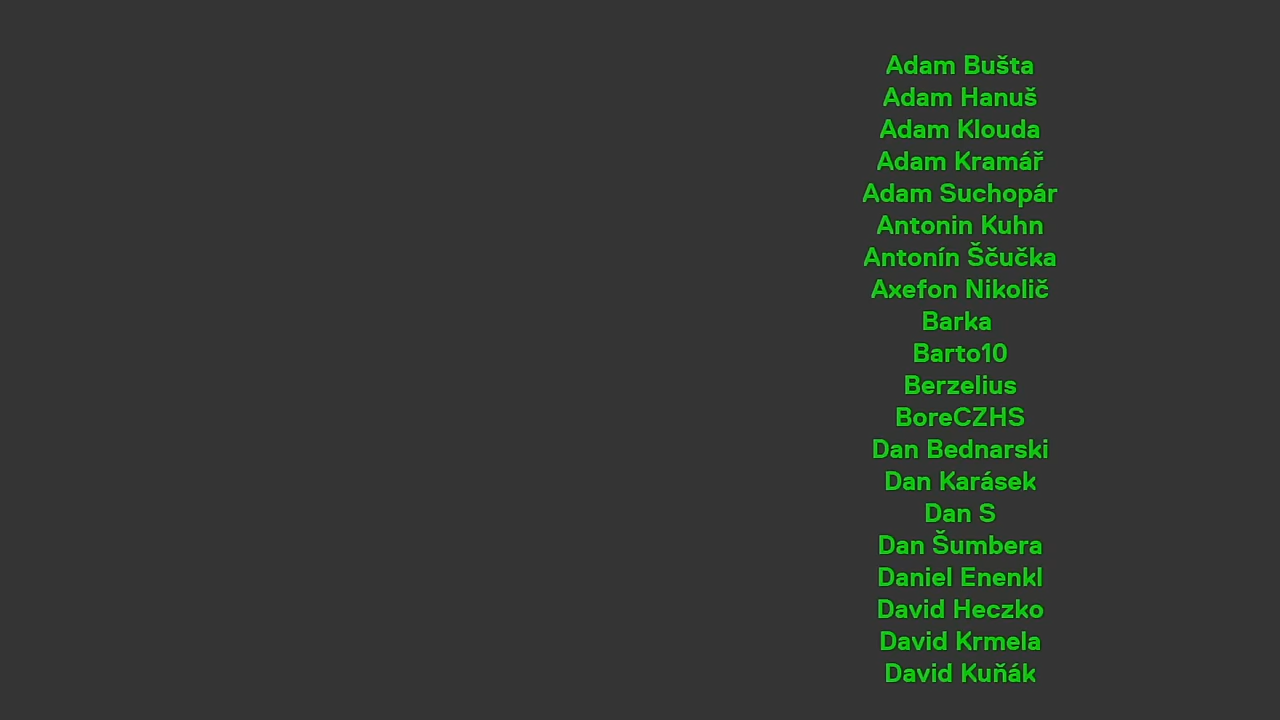 Adam Bušta
Adam Hanuš
Adam Klouda
Adam Kramář
Adam Suchopár
Antonin Kuhn
Antonín Ščučka
Axefon Nikolič
Barka
Barto10
Berzelius
BoreCZHS
Dan Bednarski
Dan Karásek
Dan S
Dan Šumbera
Daniel Enenkl
David Heczko
David Krmela
David Kuňák